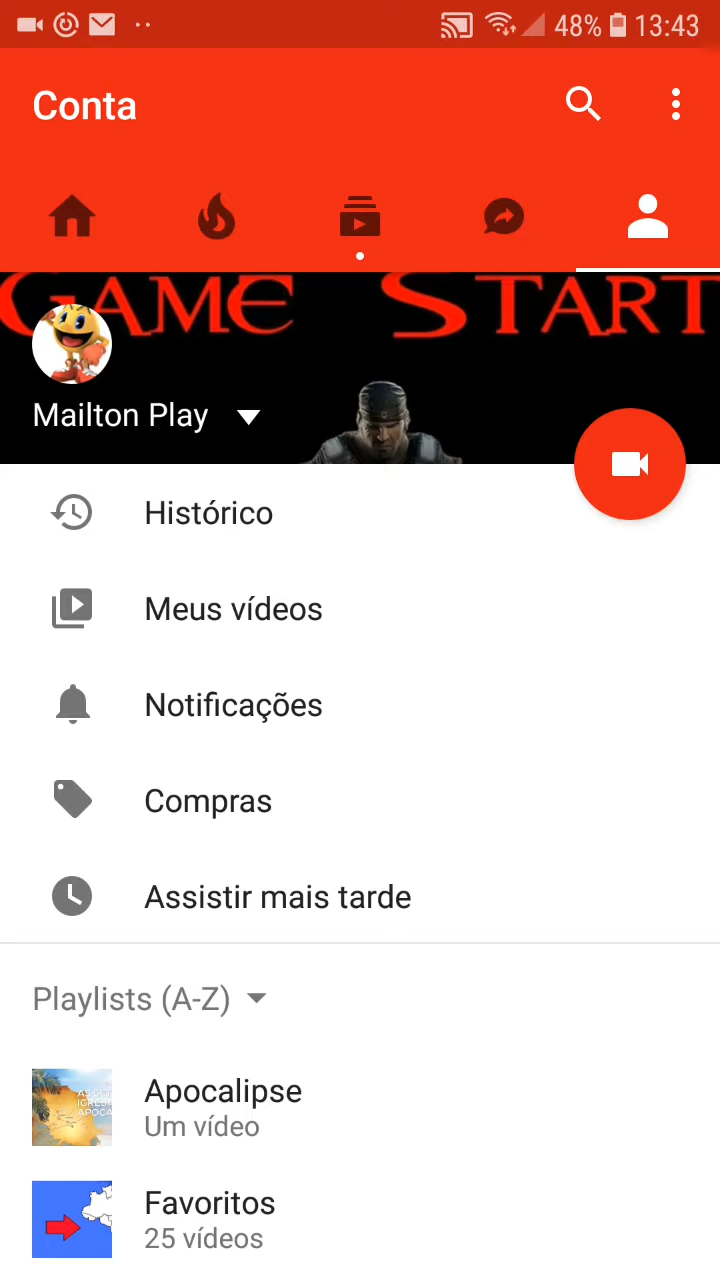 48% 13:43
Conta
GAME START
Mailton Play
Histórico
Meus vídeos
Notificações
Compras
Assistir mais tarde
Playlists (A-Z)
Apocalipse
Um vídeo
Favoritos
25 vídeos